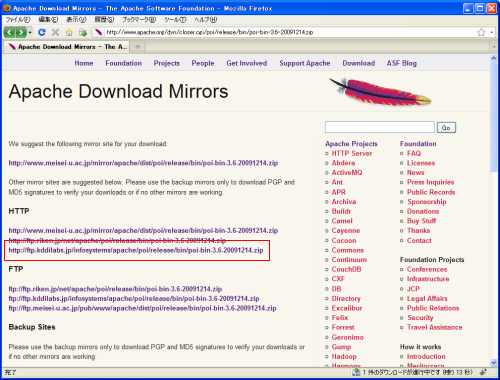 Apache Download Mirrors - The Apache Software Foundation - Mozilla Firefox
ファイル(F) 編集(E) 表示(V) 履歴(S) ブックマーク(B) ツール(T) ヘルプ(H)
http://www.apache.org/dyn/closer.cgi/poi/release/bin/poi-bin-3.6-20091214.zip
Apache Download Mirrors - The A...
Home Foundation Projects People Get Involved Support Apache Download ASF Blog
Apache Download Mirrors
Go
We suggest the following mirror site for your download:
http://www.meisei-u.ac.jp/mirror/apache/dist/poi/release/bin/poi-bin-3.6-20091214.zip
Other mirror sites are suggested below. Please use the backup mirrors only to download PGP and
MD5 signatures to verify your downloads or if no other mirrors are working.
HTTP
http://www.meisei-u.ac.jp/mirror/apache/dist/poi/release/bin/poi-bin-3.6-20091214.zip
http://ftp.riken.jp/net/apache/poi/release/bin/poi-bin-3.6-20091214.zip
http://ftp.kddilabs.jp/infosystems/apache/poi/release/bin/poi-bin-3.6-20091214.zip
FTP
ftp://ftp.riken.jp/net/apache/poi/release/bin/poi-bin-3.6-20091214.zip
ftp://ftp.kddilabs.jp/infosystems/apache/poi/release/bin/poi-bin-3.6-20091214.zip
ftp://ftp.meisei-u.ac.jp/pub/www/apache/dist/poi/release/bin/poi-bin-3.6-20091214.zip
Backup Sites
Please use the backup mirrors only to download PGP and MD5 signatures to verify your downloads or
if no other mirrors are working.
Apache Projects
HTTP Server
Abdera
ActiveMQ
Ant
APR
Archiva
Buildr
Camel
Cayenne
Cocoon
Commons
Continuum
CouchDB
CXF
DB
Directory
Excalibur
Felix
Forrest
Geronimo
Gump
Hadoop
Harmony
Foundation
FAQ
Licenses
News
Press Inquiries
Public Records
Sponsorship
Donations
Buy Stuff
Thanks
Contact
Foundation Projects
Conferences
Infrastructure
JCP
Legal Affairs
Public Relations
Security
Travel Assistance
How it works
Introduction
Meritocracy
完了
1 件のダウンロードが進行中です (残り 13 秒)